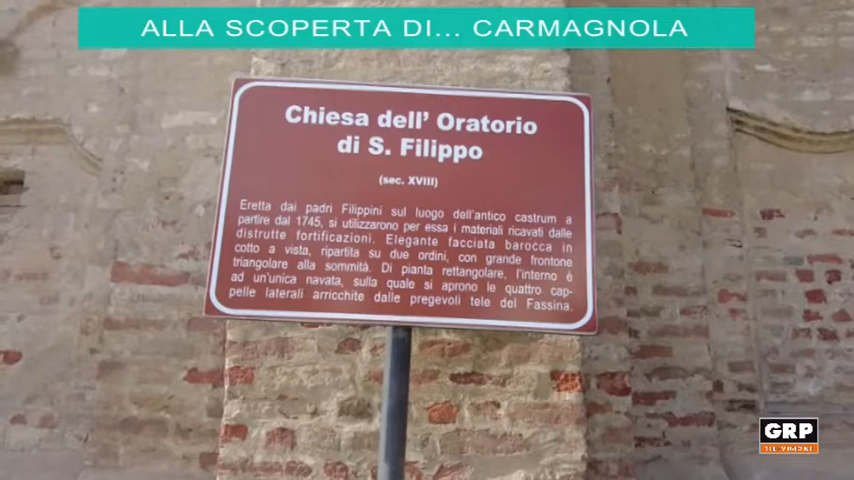 ALLA SCOPERTA DI... CARMAGNOLA
Chiesa dell' Oratorio
di S. Filippo
(sec. XVIII)
Eretta dai padri Filippini sul luogo dell'antico castrum a
partire dal 1745, si utilizzarono per essa i materiali ricavati dalle
distrutte fortificazioni. Elegante facciata barocca in
cotto a vista, ripartita su due ordini, con grande frontone
triangolare alla sommità. Di pianta rettangolare, l'interno è
ad un'unica navata, sulla quale si aprono le quattro cap-
pelle laterali arricchite dalle pregevoli tele del Fassina.
GRP